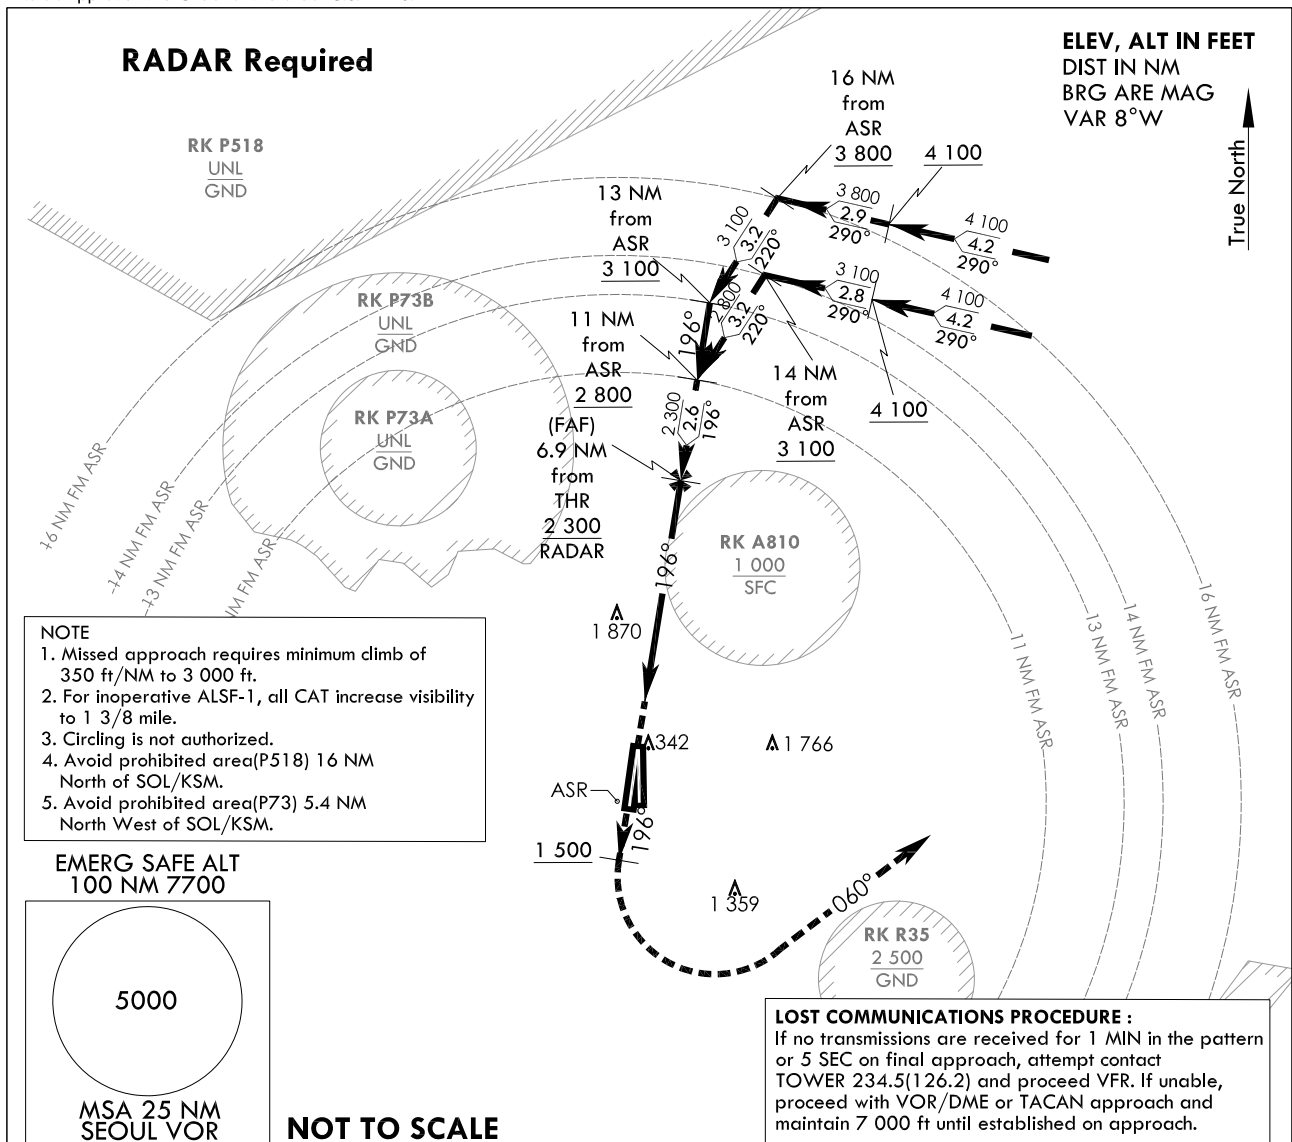 RADAR Required
ELEV, ALT IN FEET
DIST IN NM
BRG ARE MAG
VAR 8°W
True North
RK P518
UNL
GND
16 NM
from
ASR
3 800
4 100
3 800
2.9
290°
4 100
4.2
290°
13 NM
from
ASR
3 100
3 100
3.2
220°
3 100
2.8
290°
4 100
4.2
290°
2 800
3.2
220°
196°
RK P73B
UNL
GND
11 NM
from
ASR
2 800
14 NM
from
ASR
3 100
4 100
RK P73A
UNL
GND
2 300
2.6
196°
(FAF)
6.9 NM
from
THR
2 300
RADAR
16 NM FM ASR
14 NM FM ASR
13 NM FM ASR
NM FM ASR
RK A810
1 000
SFC
196°
1 870
16 NM FM ASR
14 NM FM ASR
13 NM FM ASR
11 NM FM ASR
NOTE
1. Missed approach requires minimum climb of
350 ft/NM to 3 000 ft.
2. For inoperative ALSF-1, all CAT increase visibility
to 1 3/8 mile.
3. Circling is not authorized.
4. Avoid prohibited area(P518) 16 NM
North of SOL/KSM.
5. Avoid prohibited area(P73) 5.4 NM
North West of SOL/KSM.
342
1 766
ASR
196°
1 500
1 359
060°
RK R35
2 500
GND
EMERG SAFE ALT
100 NM 7700
5000
MSA 25 NM
SEOUL VOR
NOT TO SCALE
LOST COMMUNICATIONS PROCEDURE :
If no transmissions are received for 1 MIN in the pattern
or 5 SEC on final approach, attempt contact
TOWER 234.5(126.2) and proceed VFR. If unable,
proceed with VOR/DME or TACAN approach and
maintain 7 000 ft until established on approach.